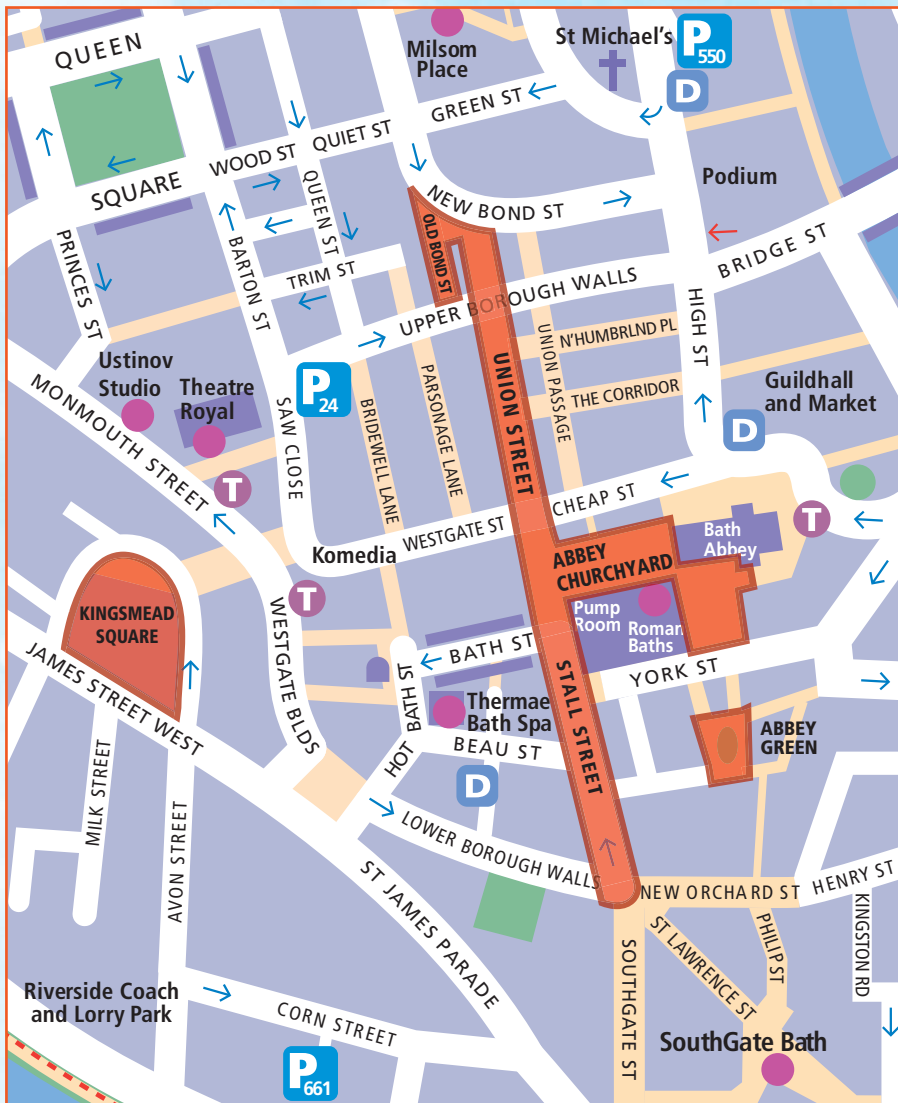 QUEEN
SQUARE
Milsom
Place
St Michael's
P
550
D
GREEN ST
QUIET ST
WOOD ST
QUEEN ST
NEW BOND ST
OLD BOND ST
Podium
BRIDGE ST
PRINCES ST
BARTON ST
TRIM ST
UPPER BOROUGH WALLS
HIGH ST
N'HUMBRLND PL
UNION PASSAGE
THE CORRIDOR
UNION STREET
Ustinov
Studio
Theatre
Royal
P
24
Guildhall
and Market
MONMOUTH STREET
SAW CLOSE
BRIDEWELL LANE
PARSONAGE LANE
D
T
T
CHEAP ST
WESTGATE ST
Komedia
Bath
Abbey
ABBEY
CHURCHYARD
T
KINGSMEAD
SQUARE
WESTGATE BLDS
Pump
Room
Roman
Baths
BATH ST
HOT BATH ST
YORK ST
STALL STREET
Thermae
Bath Spa
BEAU ST
ABBEY
GREEN
JAMES STREET WEST
D
MILK STREET
AVON STREET
LOWER BOROUGH WALLS
ST JAMES PARADE
NEW ORCHARD ST
HENRY ST
KINGSTON RD
PHILIP ST
ST LAWRENCE ST
SOUTHGATE ST
Riverside Coach
and Lorry Park
CORN STREET
SouthGate Bath
P
661